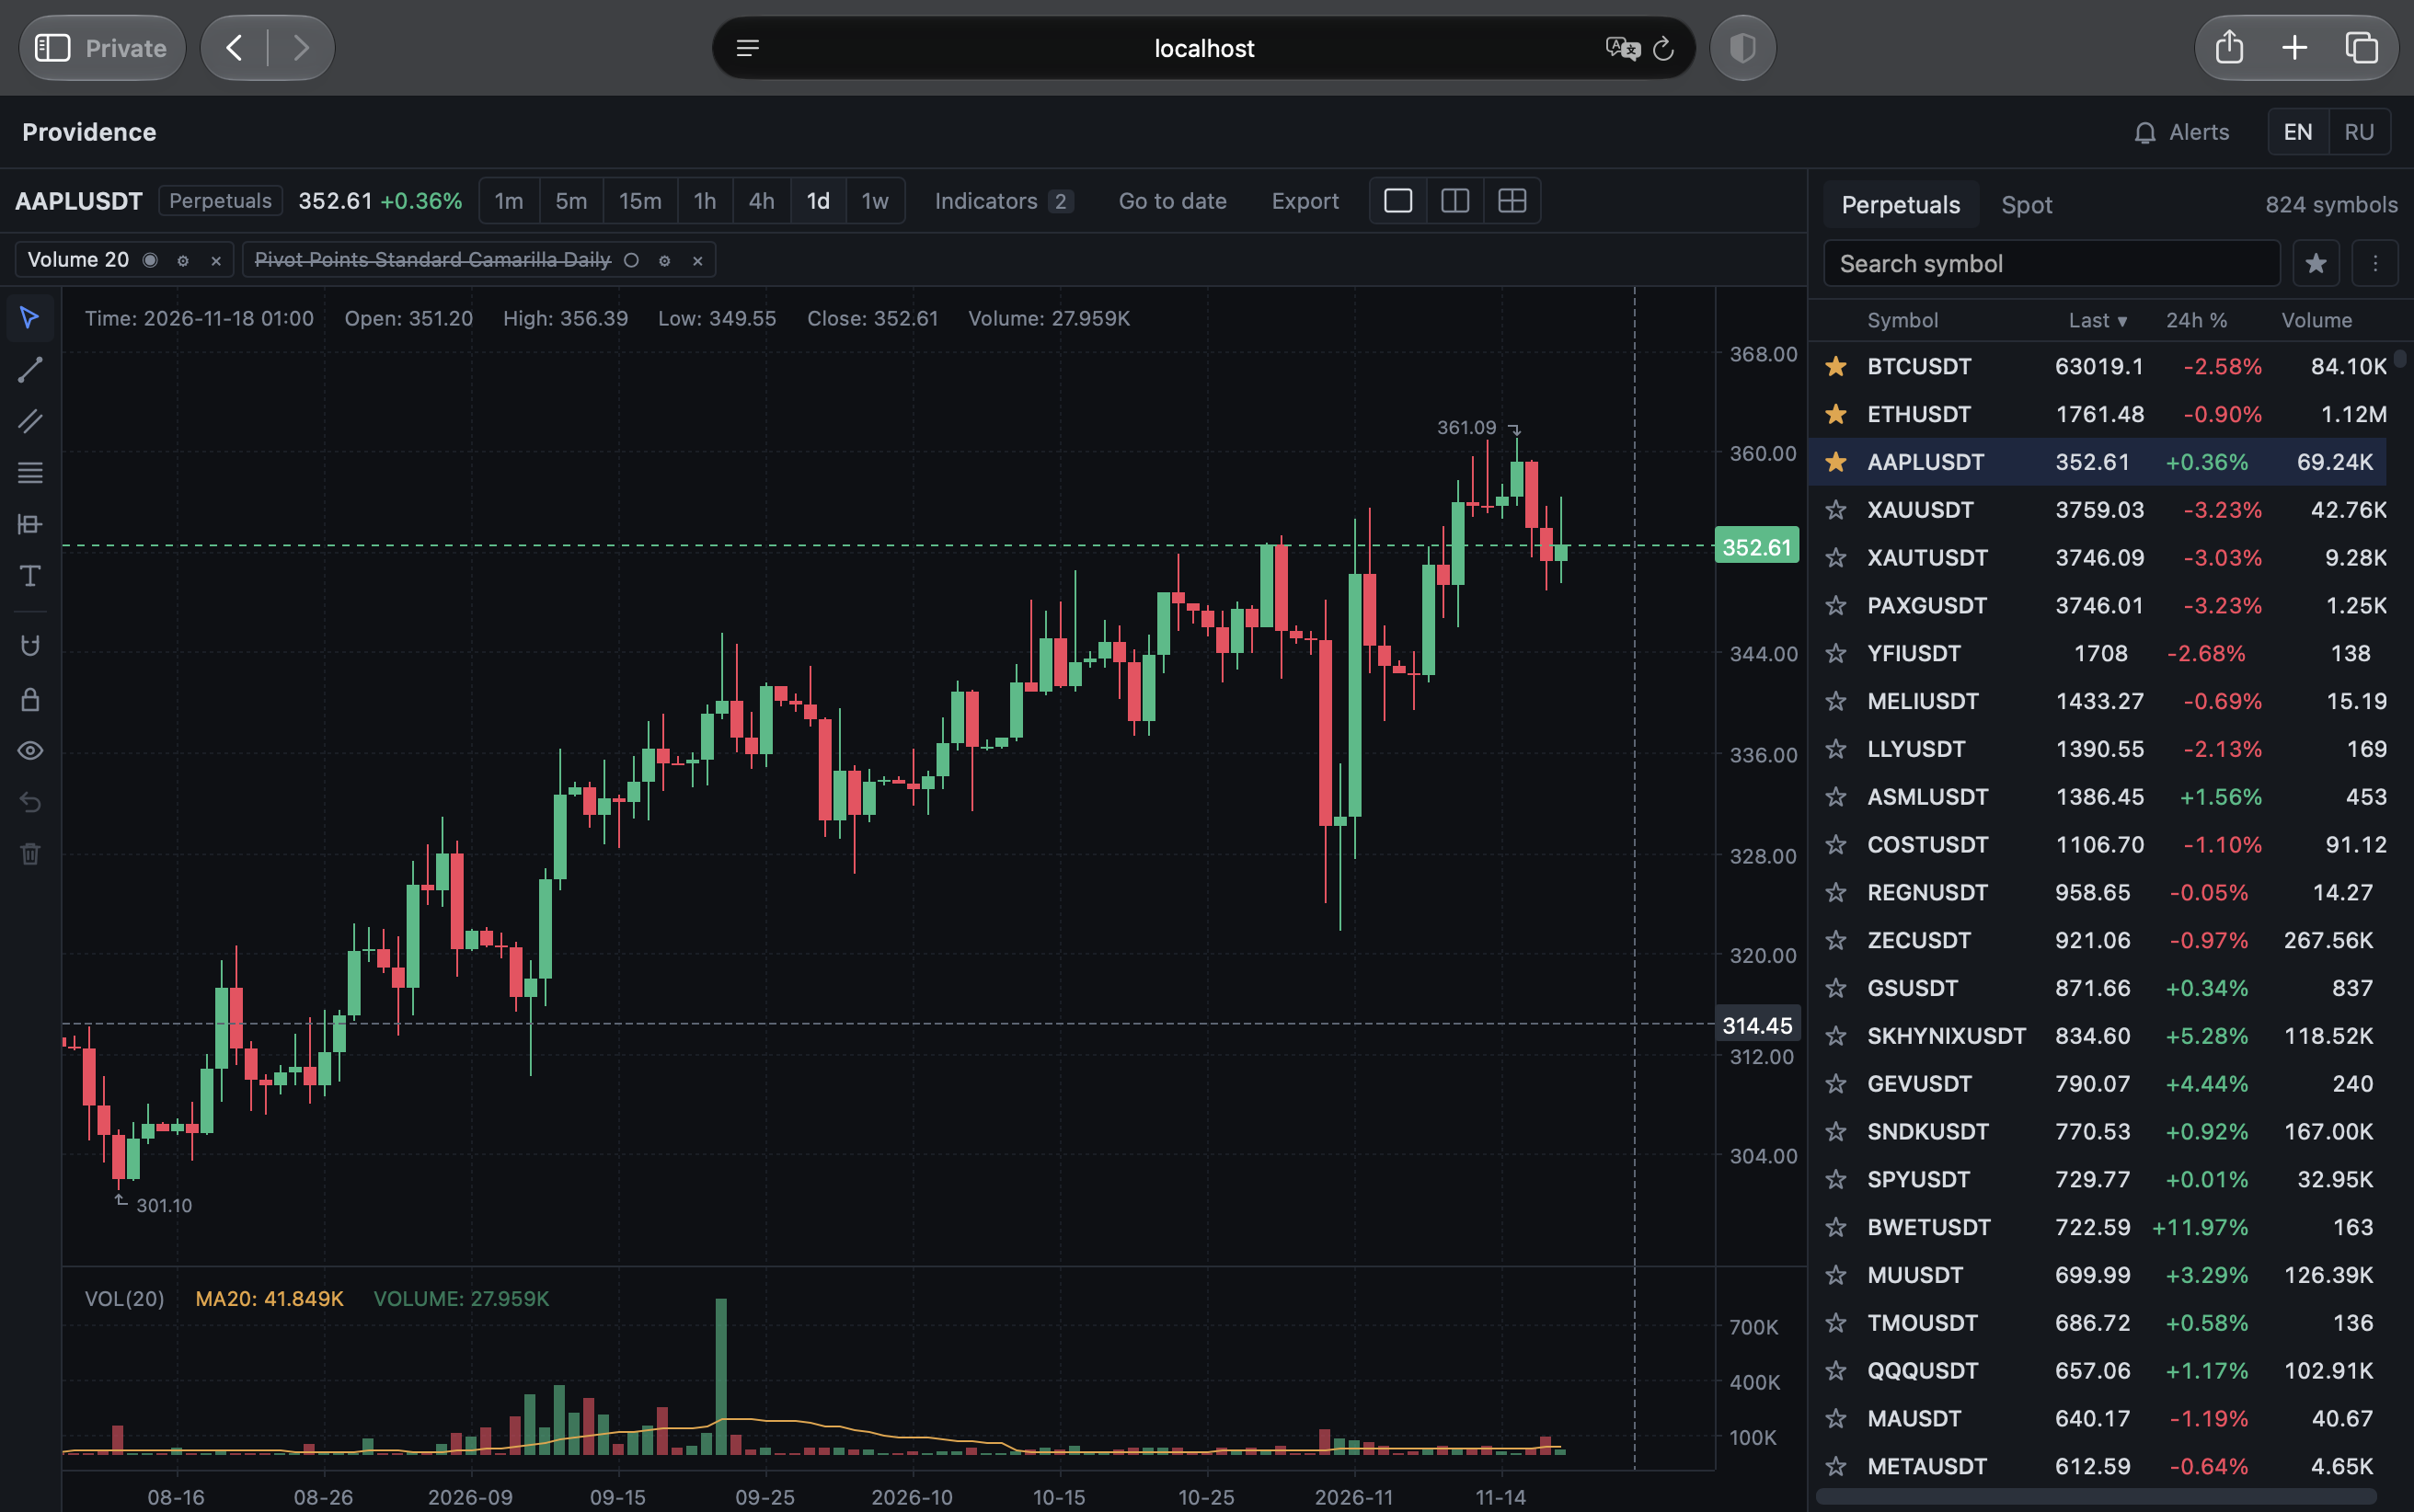 Private
localhost
Providence
Alerts
EN RU
AAPLUSDT Perpetuals 352.61 +0.36% 1m 5m 15m 1h 4h 1d 1w Indicators 2 Go to date Export
Volume 20 Pivot Points Standard Camarilla Daily
Time: 2026-11-18 01:00 Open: 351.20 High: 356.39 Low: 349.55 Close: 352.61 Volume: 27.959K
368.00
361.09
360.00
352.61
344.00
336.00
328.00
320.00
314.45
312.00
304.00
301.10
VOL(20) MA20: 41.849K VOLUME: 27.959K
700K
400K
100K
08-16 08-26 2026-09 09-15 09-25 2026-10 10-15 10-25 2026-11 11-14
Perpetuals Spot 824 symbols
Search symbol
Symbol Last ▼ 24h % Volume
BTCUSDT 63019.1 -2.58% 84.10K
ETHUSDT 1761.48 -0.90% 1.12M
AAPLUSDT 352.61 +0.36% 69.24K
XAUUSDT 3759.03 -3.23% 42.76K
XAUTUSDT 3746.09 -3.03% 9.28K
PAXGUSDT 3746.01 -3.23% 1.25K
YFIUSDT 1708 -2.68% 138
MELIUSDT 1433.27 -0.69% 15.19
LLYUSDT 1390.55 -2.13% 169
ASMLUSDT 1386.45 +1.56% 453
COSTUSDT 1106.70 -1.10% 91.12
REGNUSDT 958.65 -0.05% 14.27
ZECUSDT 921.06 -0.97% 267.56K
GSUSDT 871.66 +0.34% 837
SKHYNIXUSDT 834.60 +5.28% 118.52K
GEVUSDT 790.07 +4.44% 240
SNDKUSDT 770.53 +0.92% 167.00K
SPYUSDT 729.77 +0.01% 32.95K
BWETUSDT 722.59 +11.97% 163
MUUSDT 699.99 +3.29% 126.39K
TMOUSDT 686.72 +0.58% 136
QQQUSDT 657.06 +1.17% 102.91K
MAUSDT 640.17 -1.19% 40.67
METAUSDT 612.59 -0.64% 4.65K